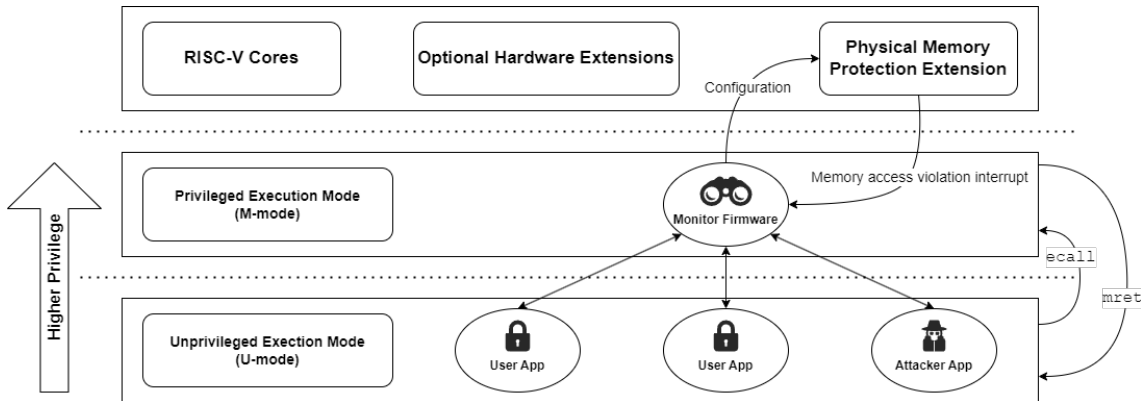 RISC-V Cores
Optional Hardware Extensions
Physical Memory
Protection Extension
Configuration
Memory access violation interrupt
Higher Privilege
Privileged Execution Mode
(M-mode)
Monitor Firmware
ecall
mret
Unprivileged Exection Mode
(U-mode)
User App
User App
Attacker App